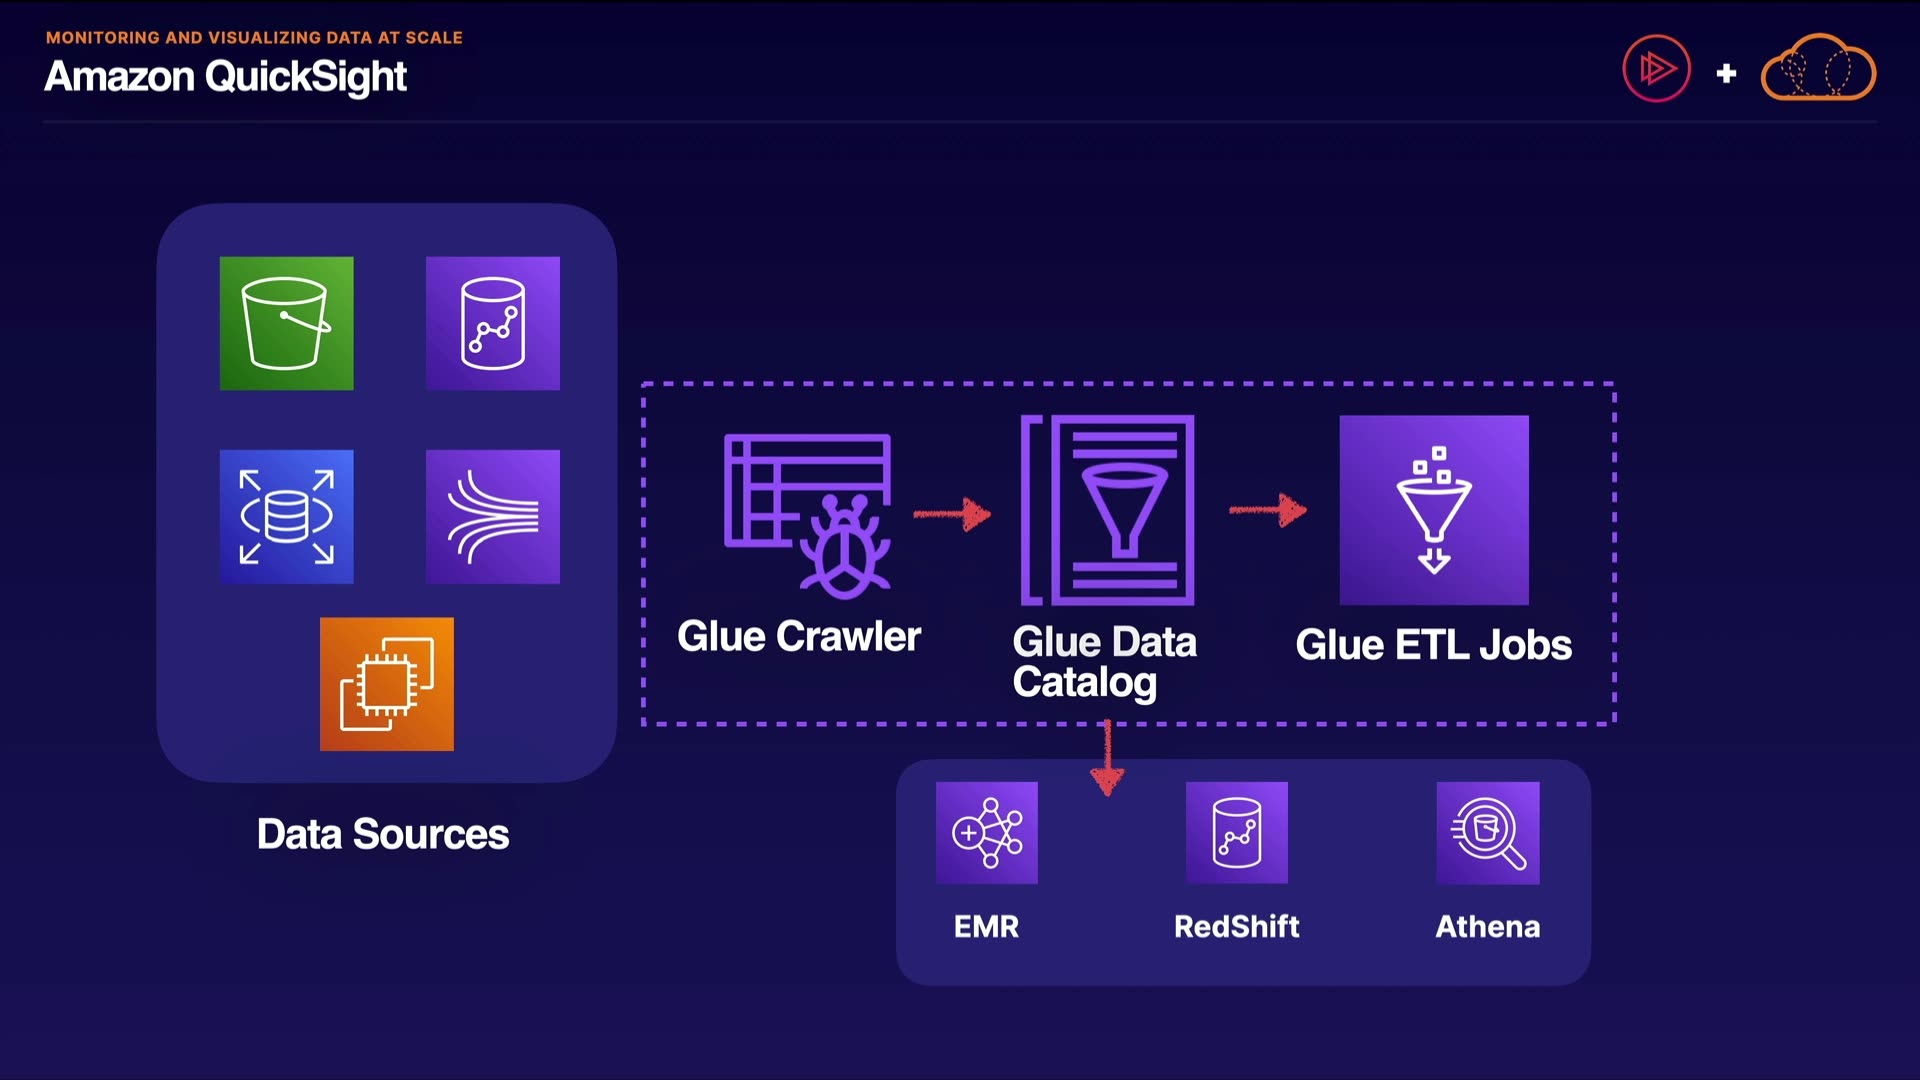 MONITORING AND VISUALIZING DATA AT SCALE
Amazon QuickSight
Data Sources
Glue Crawler
Glue Data
Catalog
Glue ETL Jobs
EMR
RedShift
Athena